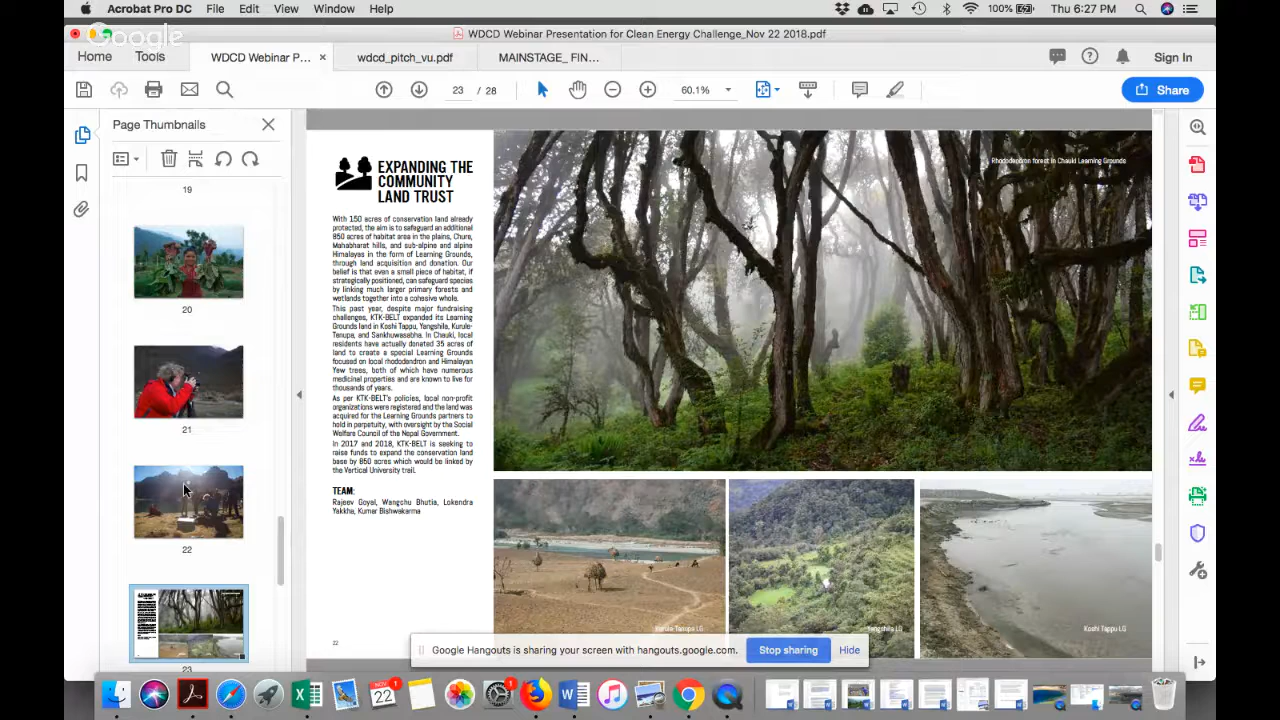 Acrobat Pro DC File Edit View Window Help 100% Thu 6:27 PM
Google
WDCD Webinar Presentation for Clean Energy Challenge_Nov 22 2018.pdf
Home Tools WDCD Webinar P... × wdcd_pitch_vu.pdf MAINSTAGE_ FIN... Sign In
23 / 28 60.1% Share
Page Thumbnails
19
20
21
22
23
EXPANDING THE
COMMUNITY
LAND TRUST
With 150 acres of conservation land already
protected, the aim is to safeguard an additional
850 acres of habitat area in the plains, Chure,
Mahabharat hills, and sub-alpine and alpine
Himalayas in the form of Learning Grounds,
through land acquisition and donation. Our
belief is that even a small piece of habitat, if
strategically positioned, can safeguard species
by linking much larger primary forests and
wetlands together into a cohesive whole.
This past year, despite major fundraising
challenges, KTK-BELT expanded its Learning
Grounds land in Koshi Tappu, Yangshila, Kurule-
Tenupa, and Sankhuwasabha. In Chauki, local
residents have actually donated 35 acres of
land to create a special Learning Grounds
focused on local rhododendron and Himalayan
Yew trees, both of which have numerous
medicinal properties and are known to live for
thousands of years.
As per KTK-BELT's policies, local non-profit
organizations were registered and the land was
acquired for the Learning Grounds partners to
hold in perpetuity, with oversight by the Social
Welfare Council of the Nepal Government.
In 2017 and 2018, KTK-BELT is seeking to
raise funds to expand the conservation land
base by 850 acres which would be linked by
the Vertical University trail.
TEAM:
Rajeev Goyal, Wangchu Bhutia, Lokendra
Yakkha, Kumar Bishwakarma
22
Rhododendron forest in Chauki Learning Grounds
Kurule Tenupa LG
Yangshila LG
Koshi Tappu LG
Google Hangouts is sharing your screen with hangouts.google.com. Stop sharing Hide
NOV
22
1
1